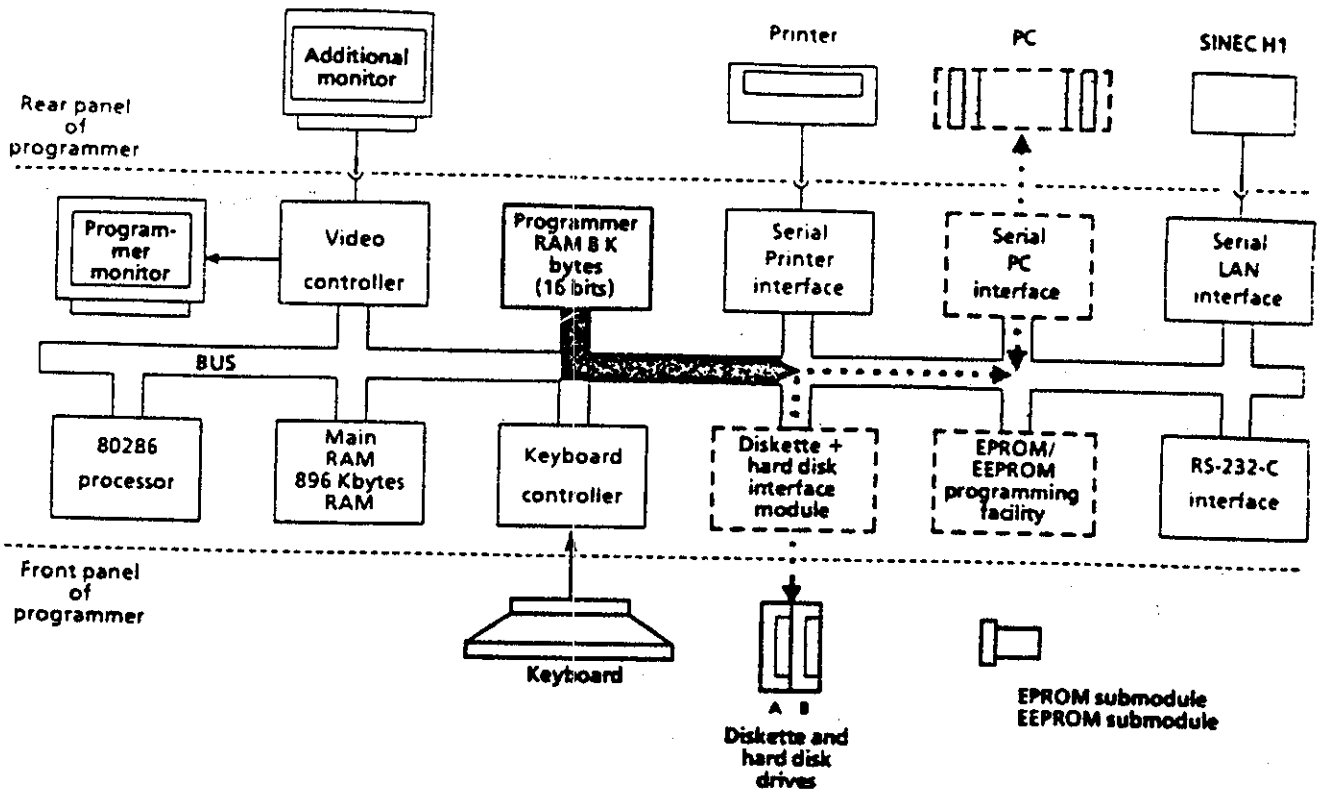 Printer
PC
SINEC H1
Additional
monitor
Rear panel
of
programmer
Program-
mer
monitor
Video
controller
Programmer
RAM 8 K
bytes
(16 bits)
Serial
Printer
interface
Serial
PC
interface
Serial
LAN
interface
BUS
80286
processor
Main
RAM
896 Kbytes
RAM
Keyboard
controller
Diskette +
hard disk
interface
module
EPROM/
EEPROM
programming
facility
RS-232-C
interface
Front panel
of
programmer
Keyboard
A B
Diskette and
hard disk
drives
EPROM submodule
EEPROM submodule